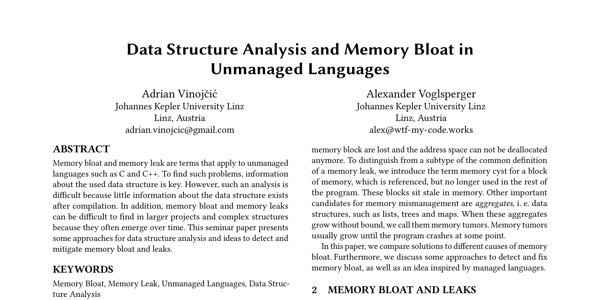 Data Structure Analysis and Memory Bloat in
Unmanaged Languages
Adrian Vinojčić
Johannes Kepler University Linz
Linz, Austria
adrian.vinojcic@gmail.com
Alexander Voglsperger
Johannes Kepler University Linz
Linz, Austria
alex@wtf-my-code.works
ABSTRACT
Memory bloat and memory leak are terms that apply to unmanaged
languages such as C and C++. To find such problems, information
about the used data structure is key. However, such an analysis is
difficult because little information about the data structure exists
after compilation. In addition, memory bloat and memory leaks
can be difficult to find in larger projects and complex structures
because they often emerge over time. This seminar paper presents
some approaches for data structure analysis and ideas to detect and
mitigate memory bloat and leaks.
KEYWORDS
Memory Bloat, Memory Leak, Unmanaged Languages, Data Struc-
ture Analysis
memory block are lost and the address space can not be deallocated
anymore. To distinguish from a subtype of the common definition
of a memory leak, we introduce the term memory cyst for a block
of memory, which is referenced, but no longer used in the rest of
the program. These blocks sit stale in memory. Other important
candidates for memory mismanagement are aggregates, i. e. data
structures, such as lists, trees and maps. When these aggregates
grow without bound, we call them memory tumors. Memory tumors
usually grow until the program crashes at some point.
In this paper, we compare solutions to different causes of memory
bloat. Furthermore, we discuss some approaches to detect and fix
memory bloat, as well as an idea inspired by managed languages.
2 MEMORY BLOAT AND LEAKS